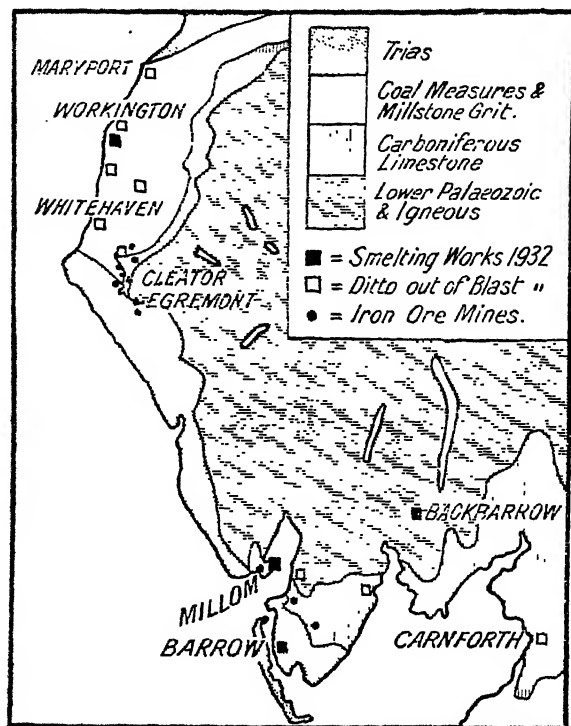 MARYPORT
WORKINGTON
WHITEHAVEN
CLEATOR
EGREMONT
Trias
Coal Measures &
Millstone Grit.
Carboniferous
Limestone
Lower Palaeozoic
& Igneous
= Smelting Works 1932
= Ditto out of Blast "
= Iron Ore Mines.
BACKBARROW
MILLOM
BARROW
CARNFORTH